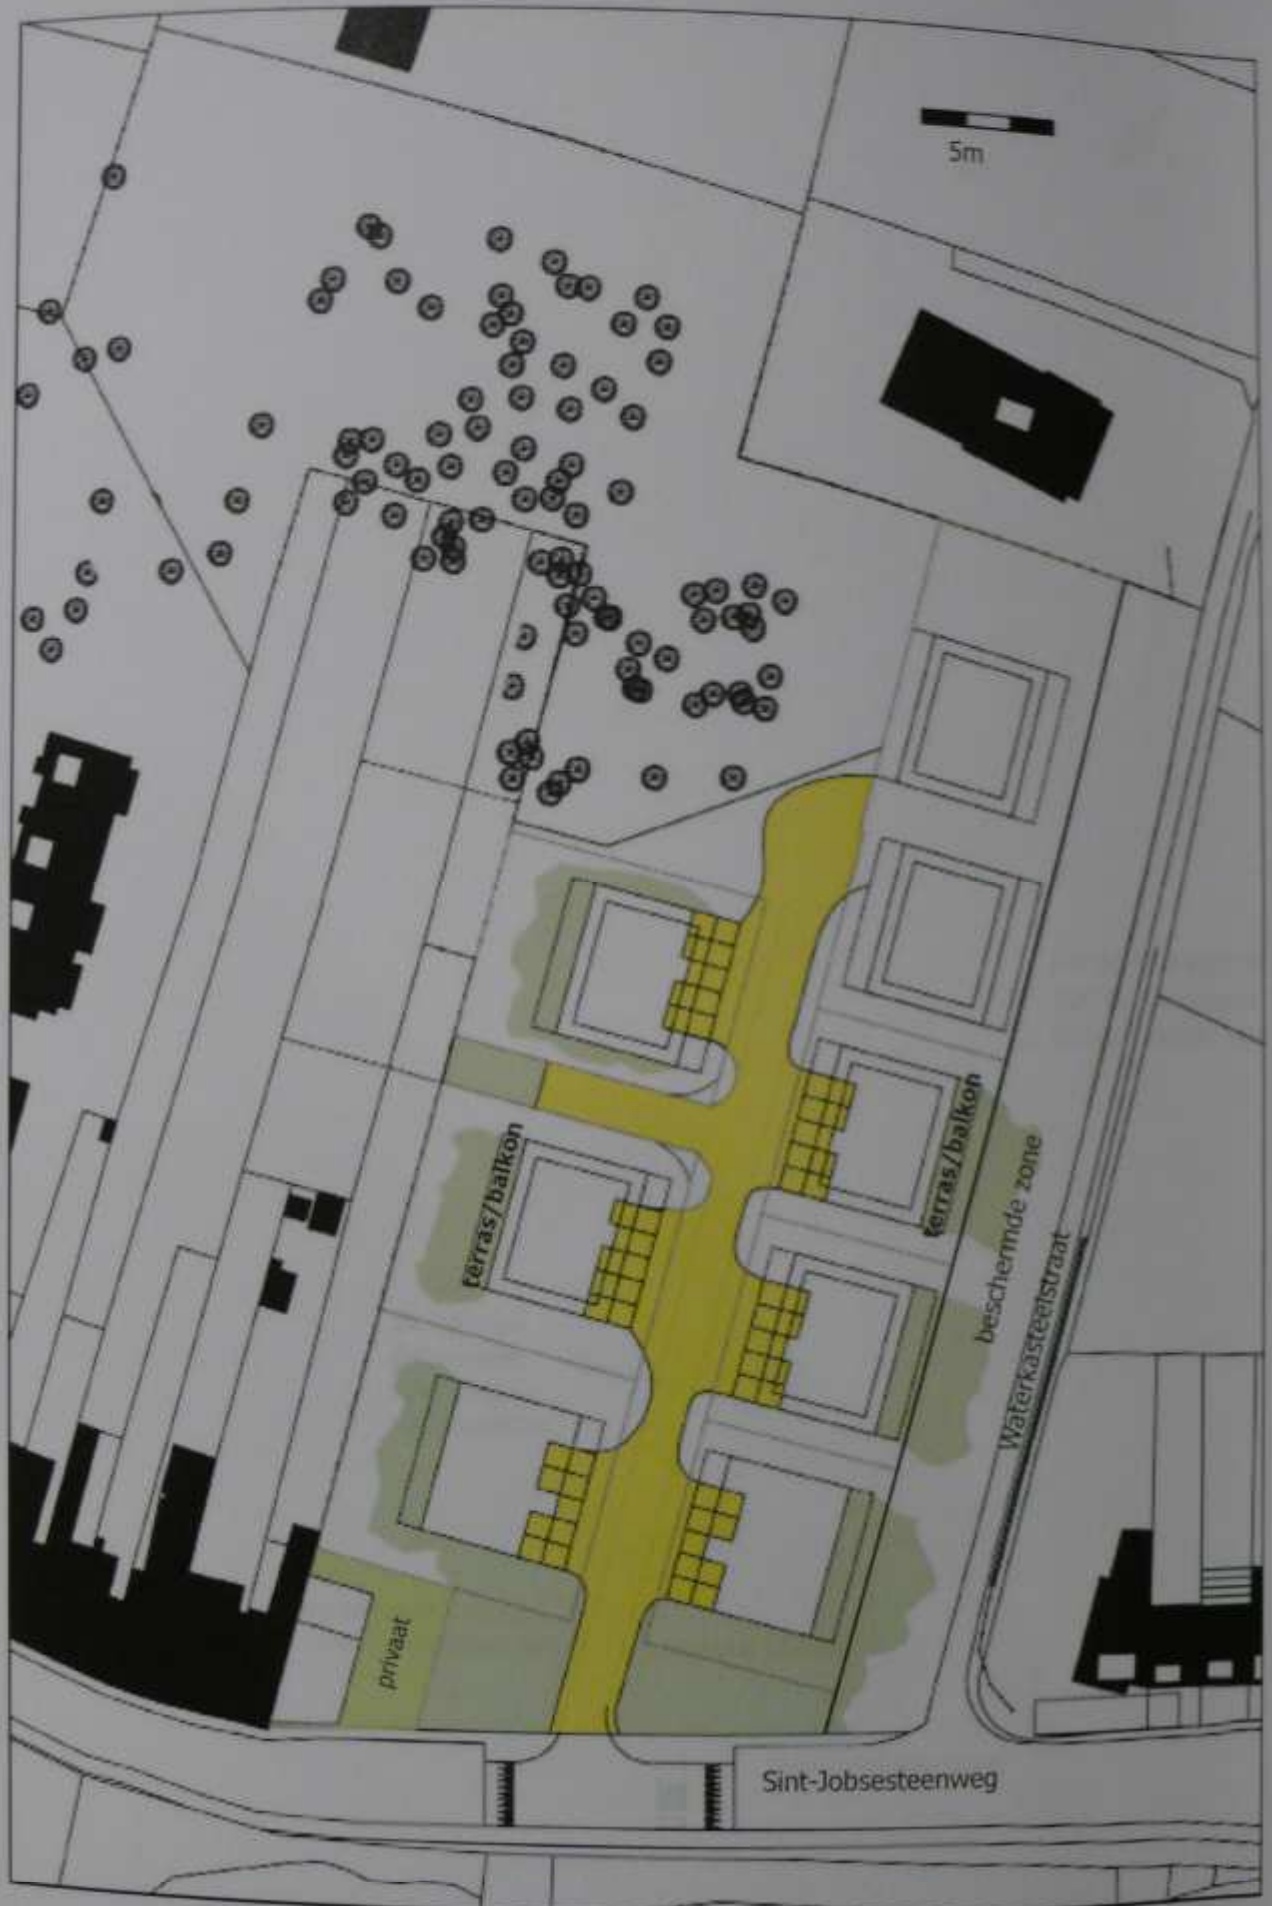 5m
terras/balkon
terras/balkon
beschermde zone
Waterkasteelstraat
privaat
Sint-Jobsesteenweg